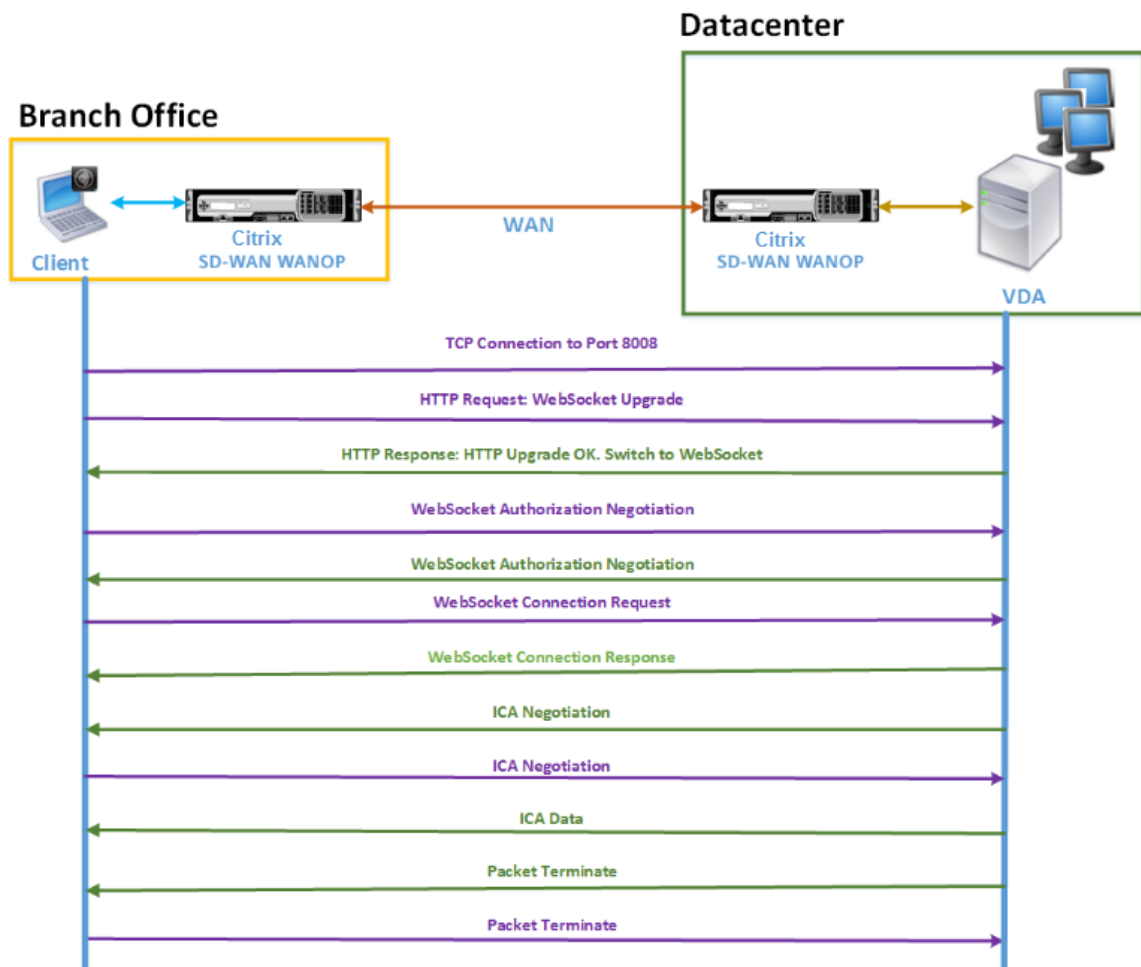 Datacenter
Branch Office
Client
Citrix
SD-WAN WANOP
WAN
Citrix
SD-WAN WANOP
VDA
TCP Connection to Port 8008
HTTP Request: WebSocket Upgrade
HTTP Response: HTTP Upgrade OK. Switch to WebSocket
WebSocket Authorization Negotiation
WebSocket Authorization Negotiation
WebSocket Connection Request
WebSocket Connection Response
ICA Negotiation
ICA Negotiation
ICA Data
Packet Terminate
Packet Terminate